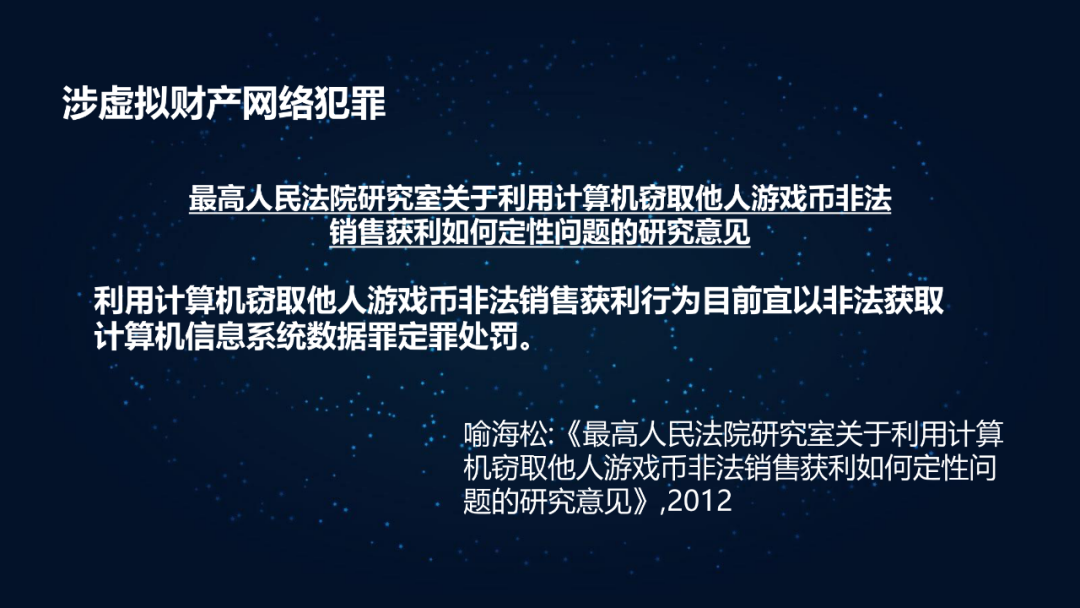 涉虚拟财产网络犯罪
最高人民法院研究室关于利用计算机窃取他人游戏币非法
销售获利如何定性问题的研究意见
利用计算机窃取他人游戏币非法销售获利行为目前宜以非法获取
计算机信息系统数据罪定罪处罚。
喻海松:《最高人民法院研究室关于利用计算
机窃取他人游戏币非法销售获利如何定性问
题的研究意见》,2012